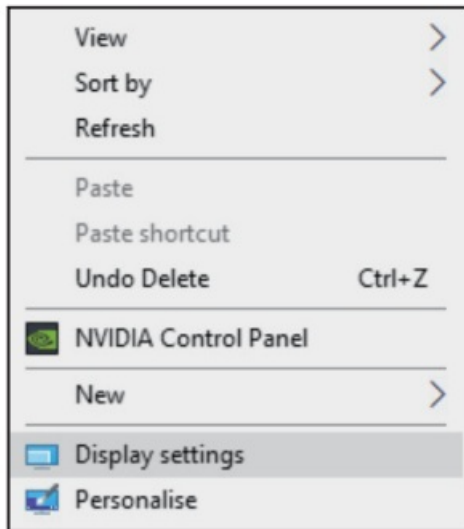 View
Sort by
Refresh
Paste
Paste shortcut
Undo Delete Ctrl+Z
NVIDIA Control Panel
New
Display settings
Personalise